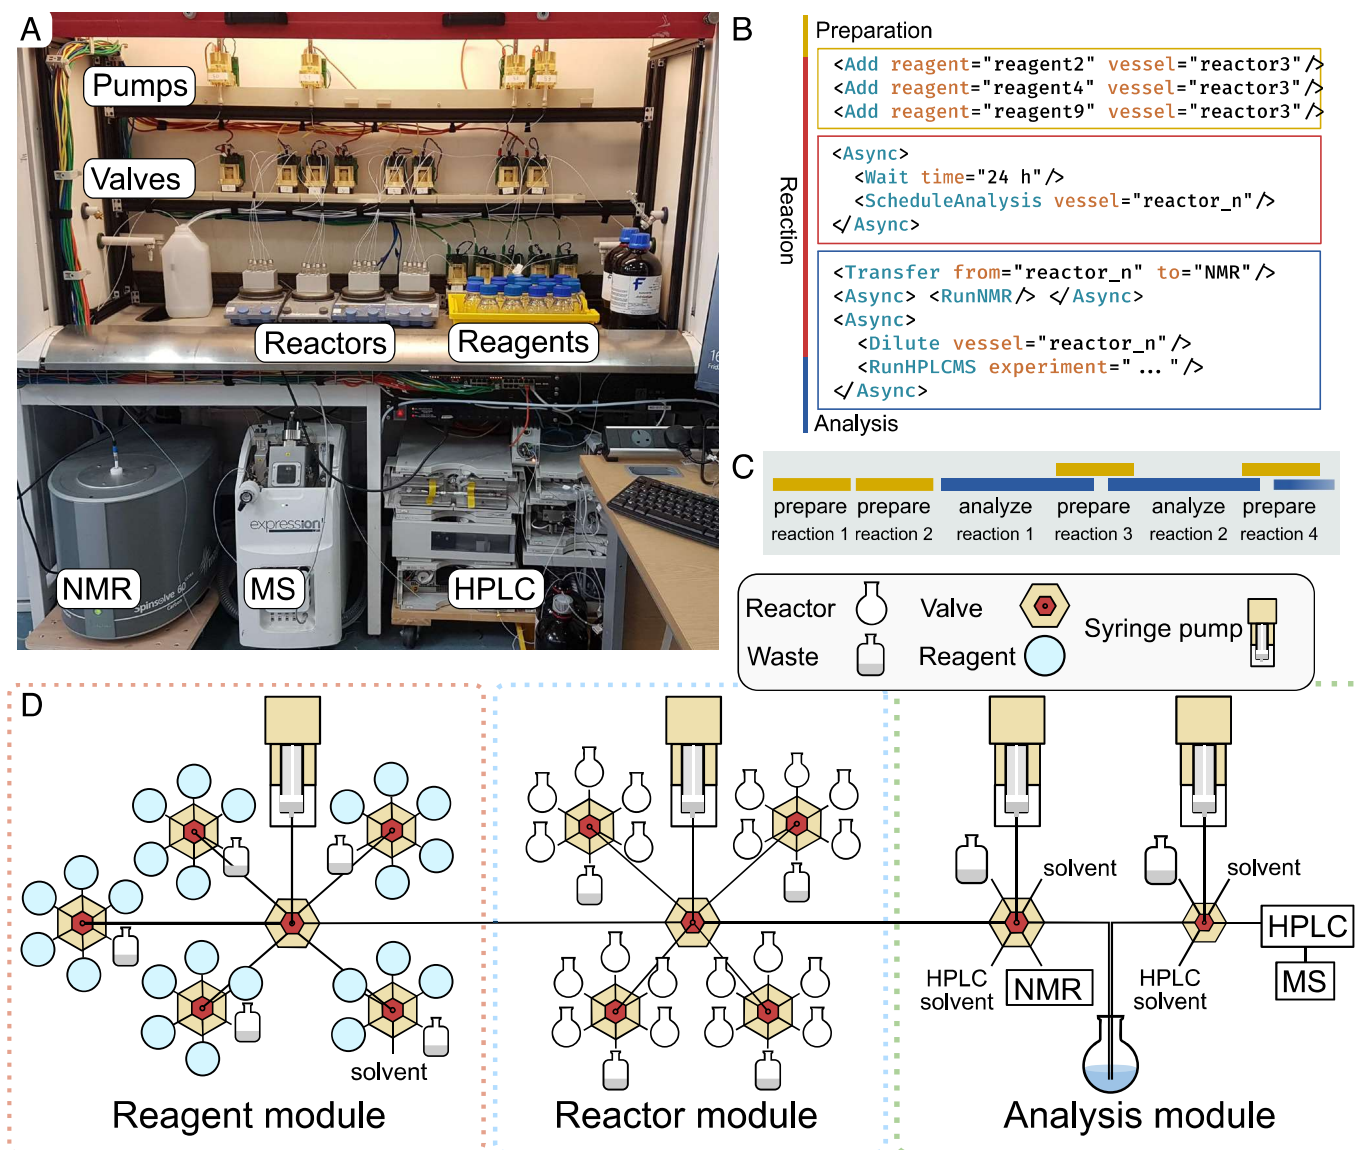 A
Pumps
Valves
Reactors
Reagents
expression
spinsolve 60
Carbon
NMR
MS
HPLC
B
Preparation
<Add reagent="reagent2" vessel="reactor3"/>
<Add reagent="reagent4" vessel="reactor3"/>
<Add reagent="reagent9" vessel="reactor3"/>
Reaction
<Async>
<Wait time="24 h"/>
<ScheduleAnalysis vessel="reactor_n"/>
</Async>
<Transfer from="reactor_n" to="NMR"/>
<Async> <RunNMR/> </Async>
<Async>
<Dilute vessel="reactor_n"/>
<RunHPLCMS experiment="..."/>
</Async>
Analysis
C
prepare reaction 1
prepare reaction 2
analyze reaction 1
prepare reaction 3
analyze reaction 2
prepare reaction 4
Reactor
Valve
Syringe pump
Waste
Reagent
D
solvent
Reagent module
Reactor module
solvent
solvent
HPLC
solvent
NMR
HPLC
solvent
HPLC
MS
Analysis module